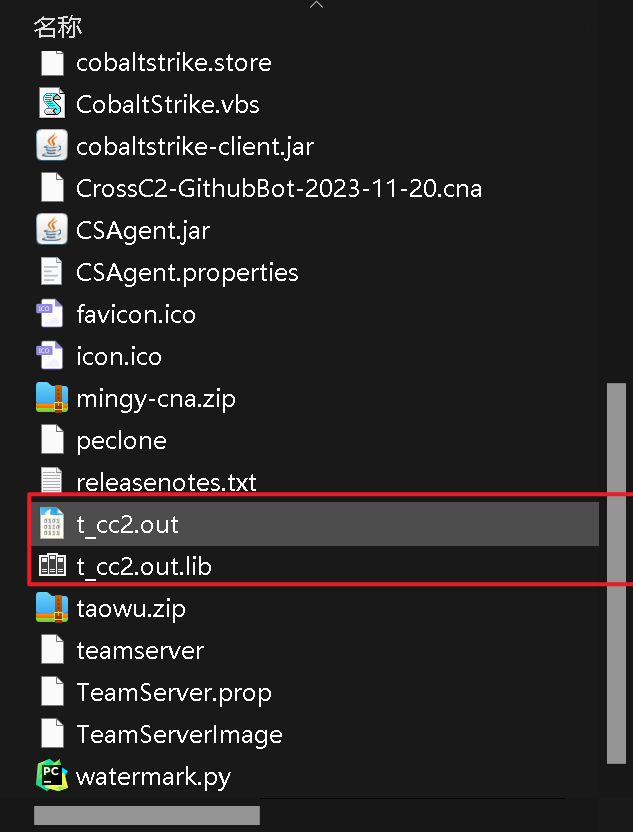 名称
cobaltstrike.store
CobaltStrike.vbs
cobaltstrike-client.jar
CrossC2-GithubBot-2023-11-20.cna
CSAgent.jar
CSAgent.properties
favicon.ico
icon.ico
mingy-cna.zip
peclone
releasenotes.txt
t_cc2.out
t_cc2.out.lib
taowu.zip
teamserver
TeamServer.prop
TeamServerImage
watermark.py